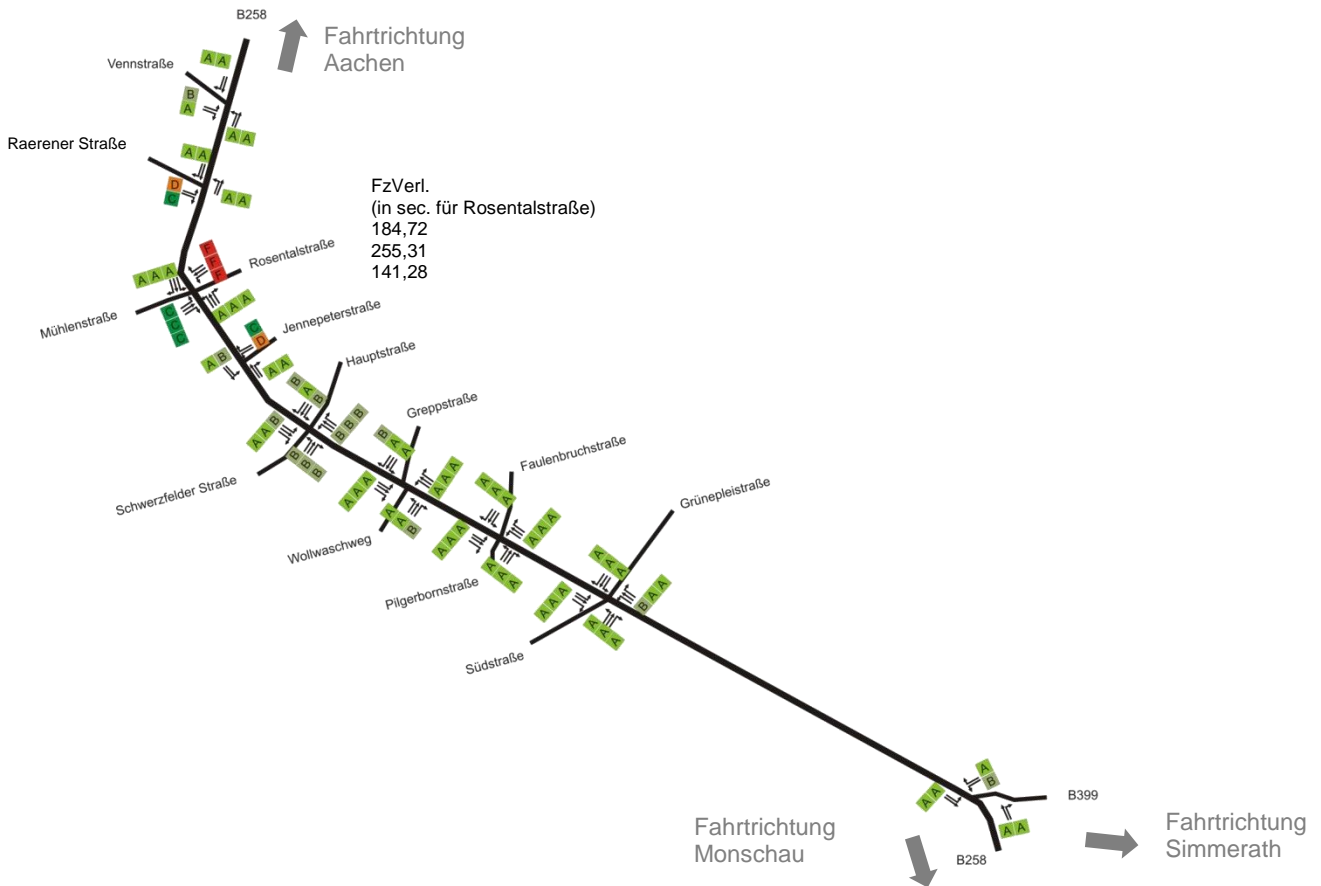 B258
Fahrtrichtung
Aachen
A A
Vennstraße
B
A
A A
Raerener Straße
A A
D
C
A A
FzVerl.
(in sec. für Rosentalstraße)
184,72
255,31
141,28
F
F
F
Rosentalstraße
A A A
Mühlenstraße
C
C
C
A A A
C
D
Jennepeterstraße
A B
A A
Hauptstraße
B A B
B B B
A A B
B B B
Schwerzfelder Straße
Greppstraße
B A A
A A A
A A A
A A B
Wollwaschweg
Faulenbruchstraße
A A A
A A A
A A A
A A A
Pilgerbornstraße
Grünepleistraße
A A A
B A A
A A A
A A A
Südstraße
A
B
A A
B399
A A
B258
Fahrtrichtung
Monschau
Fahrtrichtung
Simmerath